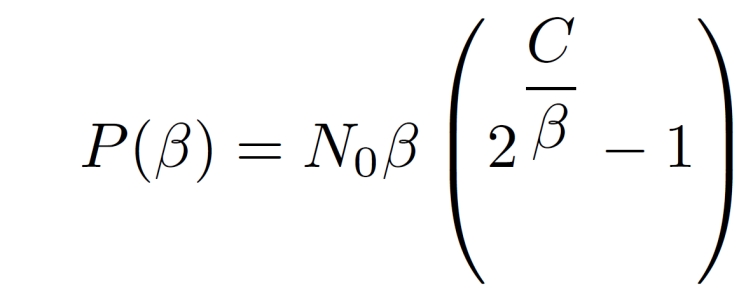 P(β) = N₀β (2^{C/β} − 1)